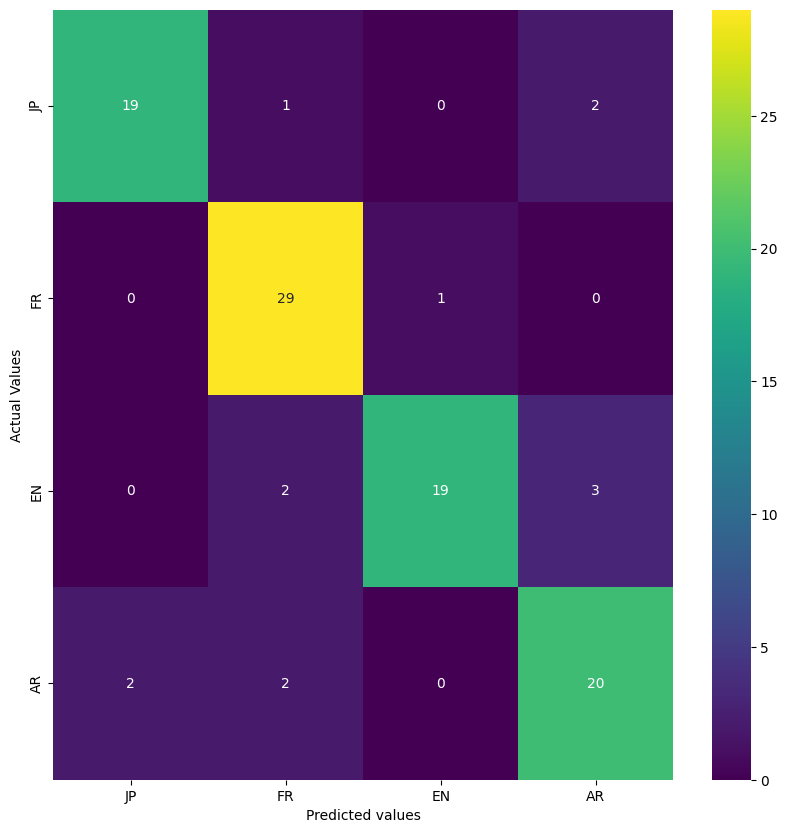 JP 19 1 0 2
FR 0 29 1 0
EN 0 2 19 3
AR 2 2 0 20
JP FR EN AR
Predicted values
Actual Values
25
20
15
10
5
0